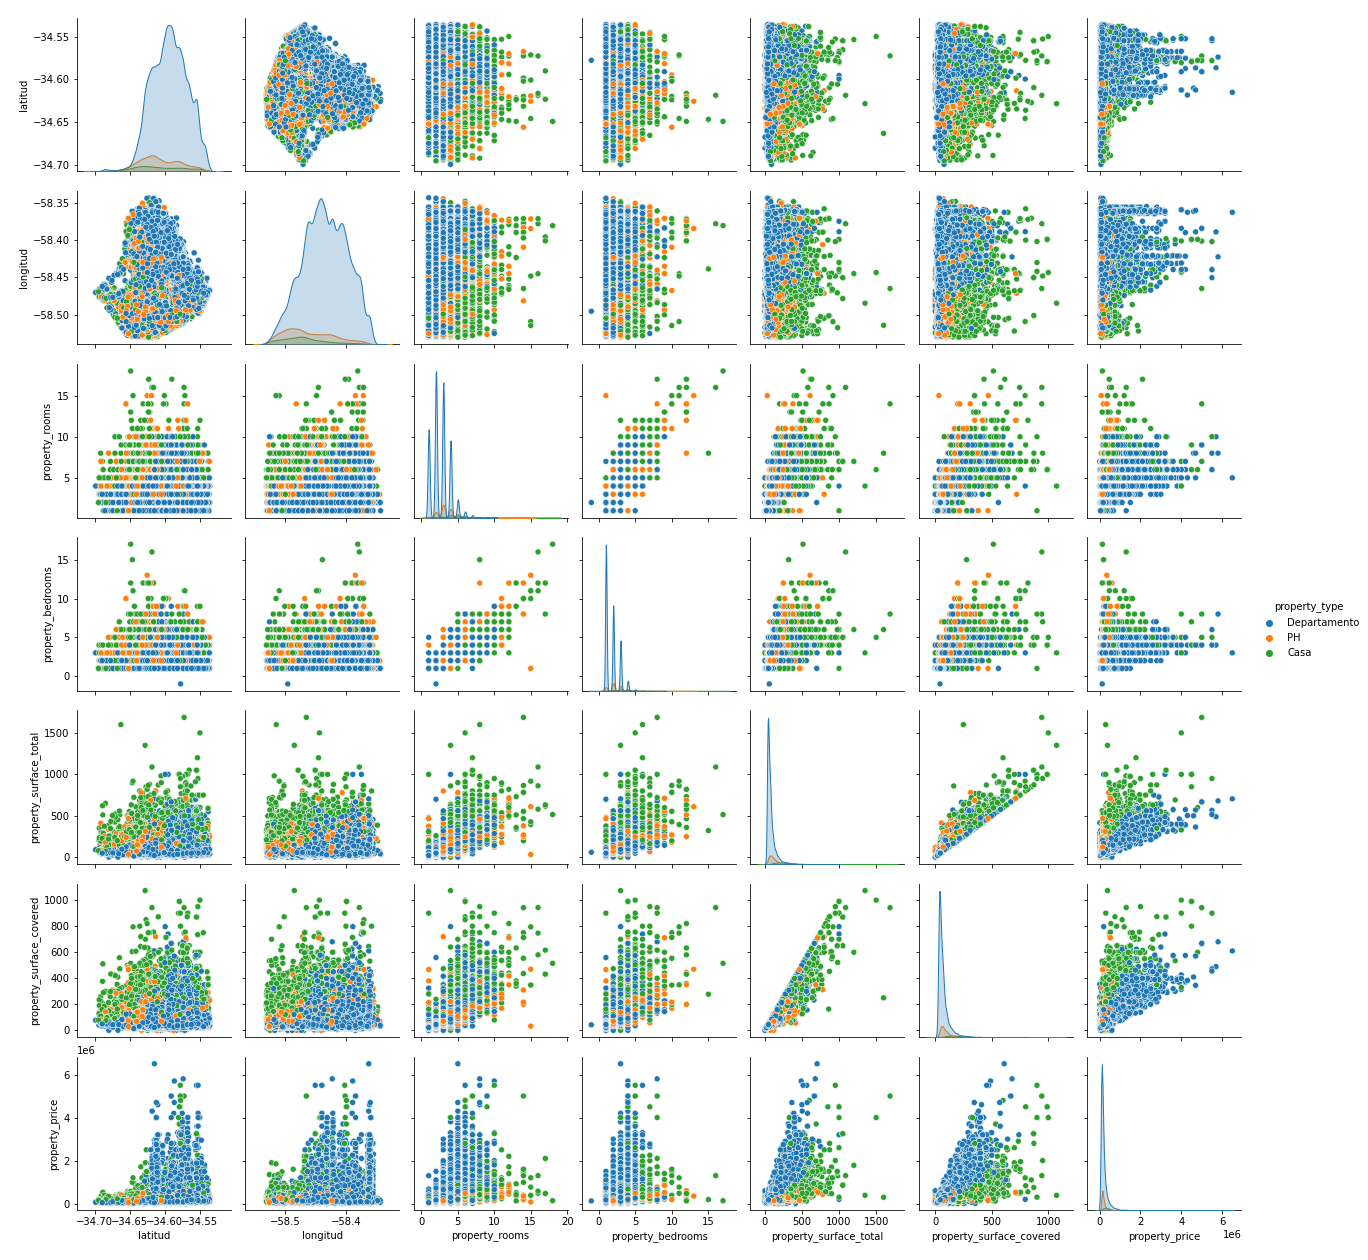 −34.55
−34.60
−34.65
−34.70
latitud
−58.35
−58.40
−58.45
−58.50
longitud
15
10
5
property_rooms
15
10
5
0
property_bedrooms
property_type
Departamento
PH
Casa
1500
1000
500
0
property_surface_total
1000
800
600
400
200
0
property_surface_covered
1e6
6
4
2
0
property_price
−34.70 −34.65 −34.60 −34.55
latitud
−58.5 −58.4
longitud
0 5 10 15 20
property_rooms
0 5 10 15
property_bedrooms
0 500 1000 1500
property_surface_total
0 500 1000
property_surface_covered
0 2 4 6
1e6
property_price